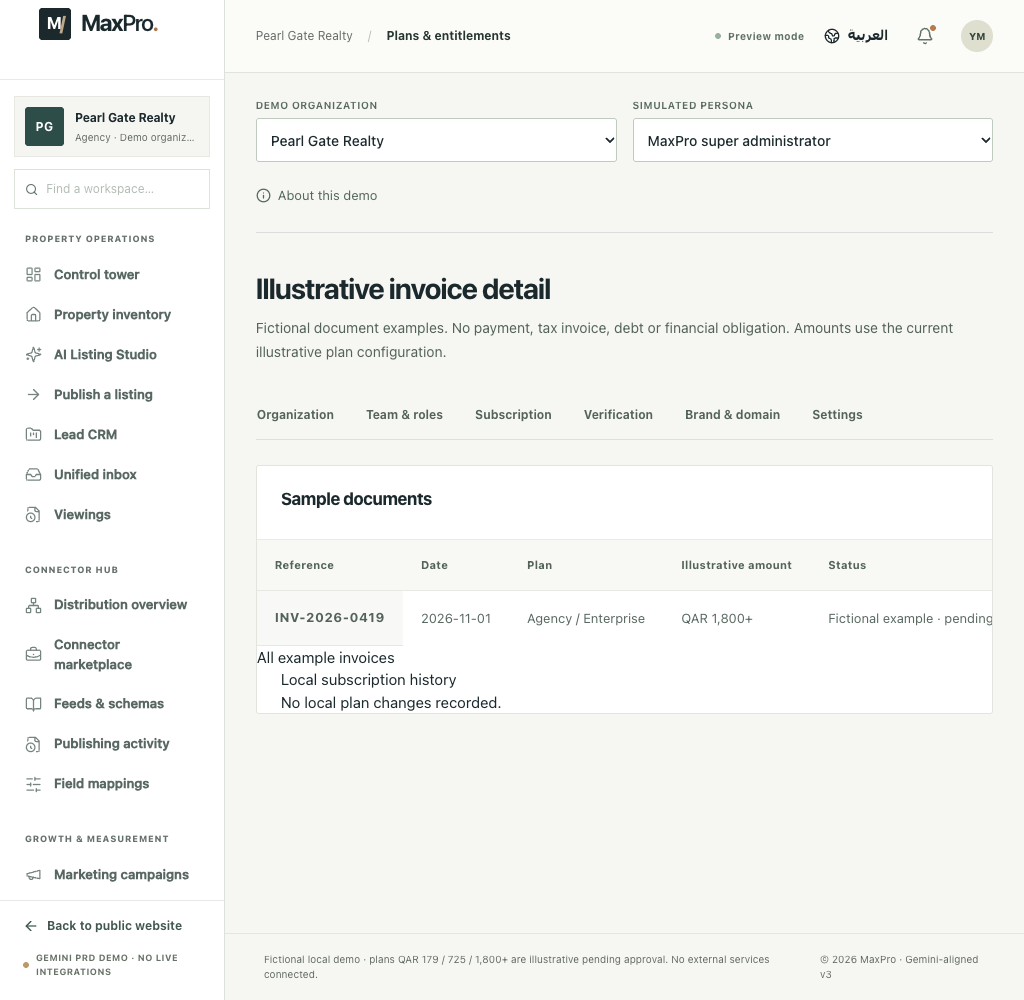 M/ MaxPro.
Pearl Gate Realty / Plans & entitlements
Preview mode
العربية
YM
PG
Pearl Gate Realty
Agency · Demo organiz...
Find a workspace...
PROPERTY OPERATIONS
Control tower
Property inventory
AI Listing Studio
Publish a listing
Lead CRM
Unified inbox
Viewings
CONNECTOR HUB
Distribution overview
Connector
marketplace
Feeds & schemas
Publishing activity
Field mappings
GROWTH & MEASUREMENT
Marketing campaigns
Back to public website
GEMINI PRD DEMO · NO LIVE
INTEGRATIONS
DEMO ORGANIZATION
Pearl Gate Realty
SIMULATED PERSONA
MaxPro super administrator
About this demo
Illustrative invoice detail
Fictional document examples. No payment, tax invoice, debt or financial obligation. Amounts use the current
illustrative plan configuration.
Organization Team & roles Subscription Verification Brand & domain Settings
Sample documents
Reference Date Plan Illustrative amount Status
INV-2026-0419 2026-11-01 Agency / Enterprise QAR 1,800+ Fictional example · pending
All example invoices
Local subscription history
No local plan changes recorded.
Fictional local demo · plans QAR 179 / 725 / 1,800+ are illustrative pending approval. No external services
connected.
© 2026 MaxPro · Gemini-aligned
v3